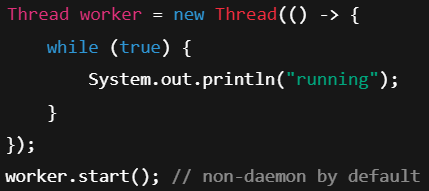 Thread worker = new Thread(() -> {
    while (true) {
        System.out.println("running");
    }
});
worker.start(); // non-daemon by default